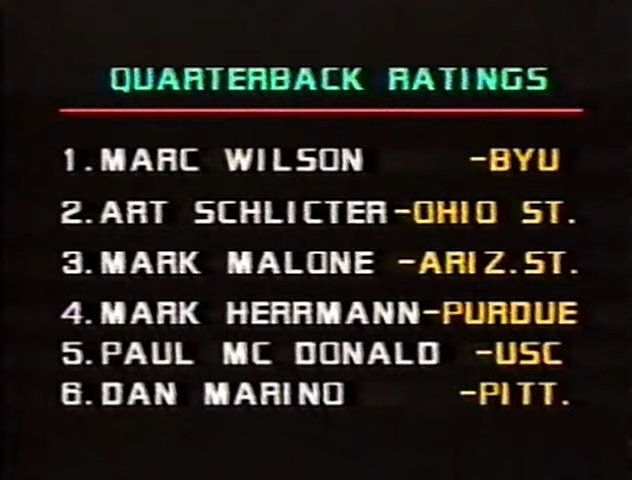 QUARTERBACK RATINGS
1. MARC WILSON -BYU
2. ART SCHLICTER -OHIO ST.
3. MARK MALONE -ARIZ. ST.
4. MARK HERRMANN -PURDUE
5. PAUL MC DONALD -USC
6. DAN MARINO -PITT.